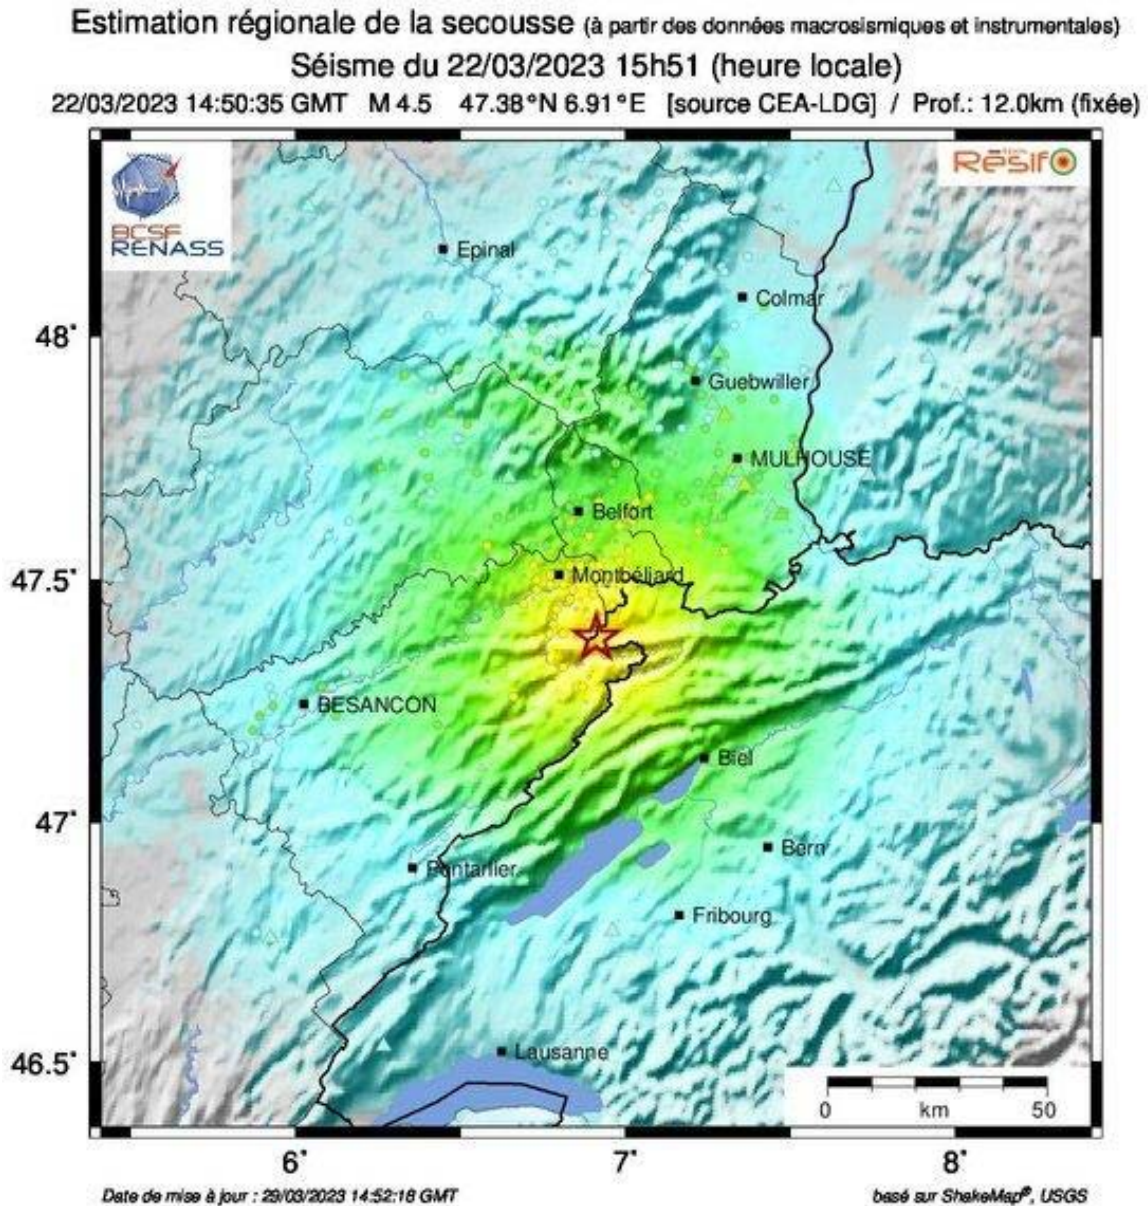 Estimation régionale de la secousse (à partir des données macrosismiques et instrumentales)
Séisme du 22/03/2023 15h51 (heure locale)
22/03/2023 14:50:35 GMT M 4.5 47.38°N 6.91°E [source CEA-LDG] / Prof.: 12.0km (fixée)
BCSF
RENASS
Résif
Epinal
Colmar
48°
Guebwiller
MULHOUSE
Belfort
47.5°
Montbéliard
BESANCON
Biel
47°
Bern
Pontarlier
Fribourg
46.5°
Lausanne
0 km 50
6° 7° 8°
Date de mise à jour : 29/03/2023 14:52:18 GMT
basé sur ShakeMap®, USGS